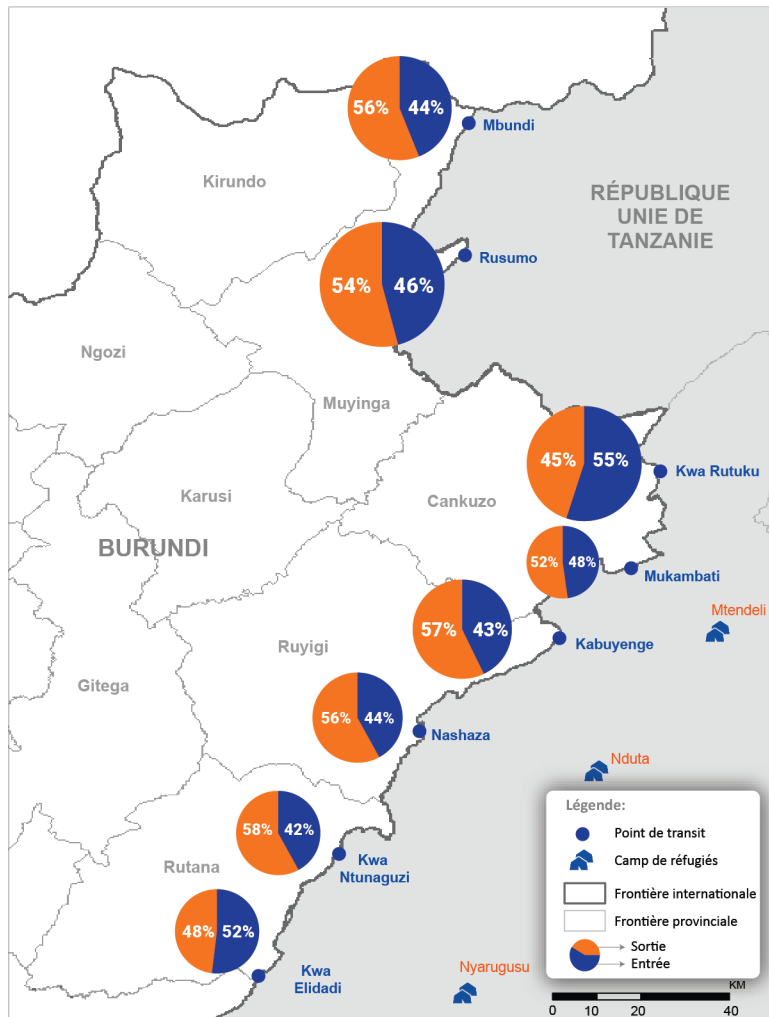 56% 44%
Mbundi
Kirundo
RÉPUBLIQUE
UNIE DE
TANZANIE
Rusumo
54% 46%
Ngozi
Muyinga
45% 55%
Kwa Rutuku
Karusi
Cankuzo
BURUNDI
52% 48%
Mukambati
Mtendeli
57% 43%
Kabuyenge
Ruyigi
Gitega
56% 44%
Nashaza
Nduta
58% 42%
Kwa
Ntunaguzi
Rutana
48% 52%
Kwa
Elidadi
Nyarugusu
Légende:
Point de transit
Camp de réfugiés
Frontière internationale
Frontière provinciale
Sortie
Entrée
KM
0 10 20 40